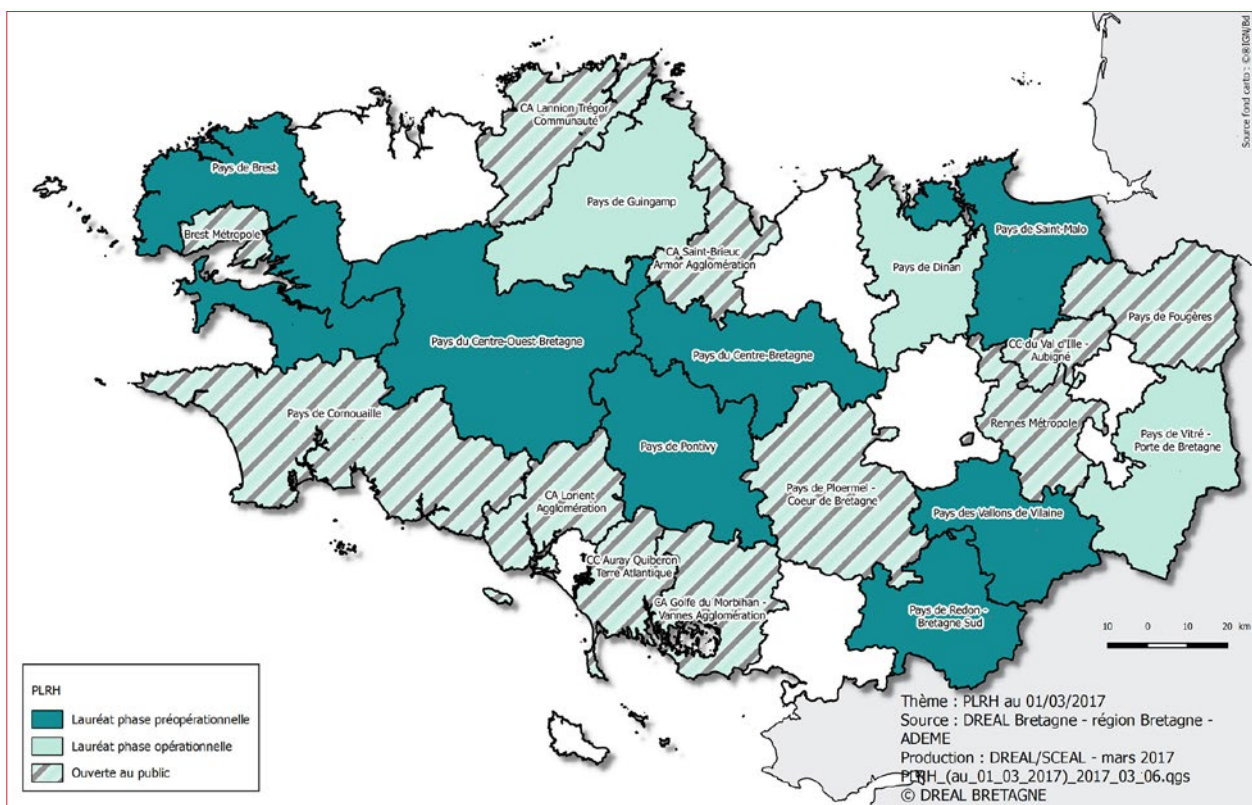 Source fond carto : ©®IGN/Bd
CA Lannion Trégor
Communauté
Pays de Brest
Pays de Guingamp
Brest Métropole
CA Saint-Brieuc
Armor Agglomération
Pays de Dinan
Pays de Saint-Malo
Pays de Fougères
Pays du Centre-Ouest Bretagne
Pays du Centre-Bretagne
CC du Val d'Ille -
Aubigné
Pays de Cornouaille
Pays de Pontivy
Rennes Métropole
Pays de Vitré -
Porte de Bretagne
CA Lorient
Agglomération
Pays de Ploermel -
Coeur de Bretagne
Pays des Vallons de Vilaine
CC Auray Quiberon
Terre Atlantique
CA Golfe du Morbihan -
Vannes Agglomération
Pays de Redon -
Bretagne Sud
10 0 10 20 km
PLRH
Lauréat phase préopérationnelle
Lauréat phase opérationnelle
Ouverte au public
Thème : PLRH au 01/03/2017
Source : DREAL Bretagne - région Bretagne -
ADEME
Production : DREAL/SCEAL - mars 2017
PLRH_(au_01_03_2017)_2017_03_06.qgs
© DREAL BRETAGNE